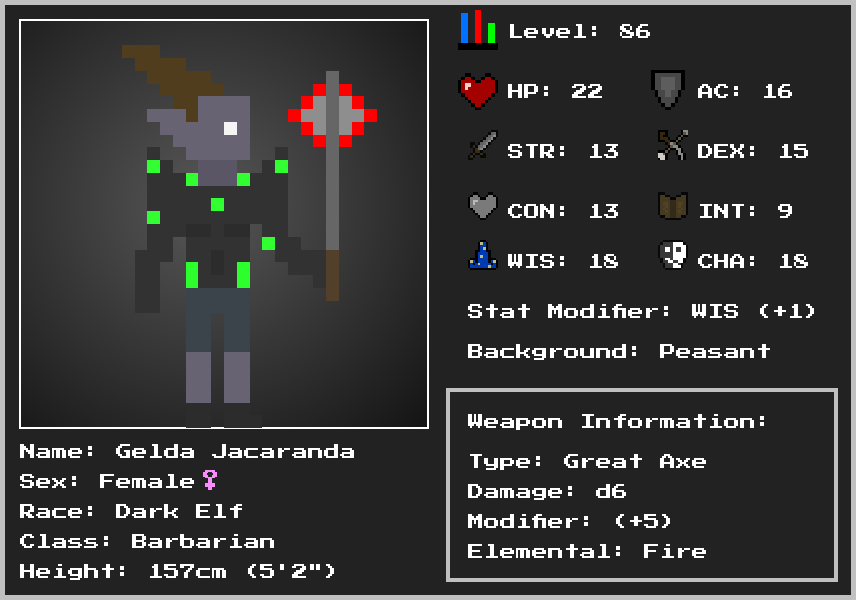 Level: 86
HP: 22 AC: 16
STR: 13 DEX: 15
CON: 13 INT: 9
WIS: 18 CHA: 18
Stat Modifier: WIS (+1)
Background: Peasant
Weapon Information:
Type: Great Axe
Damage: d6
Modifier: (+5)
Elemental: Fire
Name: Gelda Jacaranda
Sex: Female♀
Race: Dark Elf
Class: Barbarian
Height: 157cm (5'2")